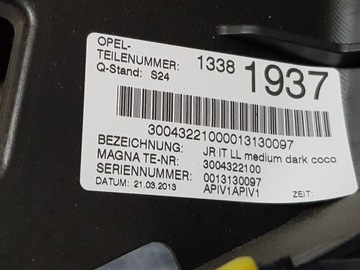 OPEL-
TEILENUMMER: 1338 1937
Q-Stand: S24
30043221000013130097
BEZEICHNUNG: JR IT LL medium dark coco
MAGNA TE-NR: 3004322100
SERIENNUMMER: 0013130097
DATUM: 21.03.2013 APIV1APIV1 ZEIT: